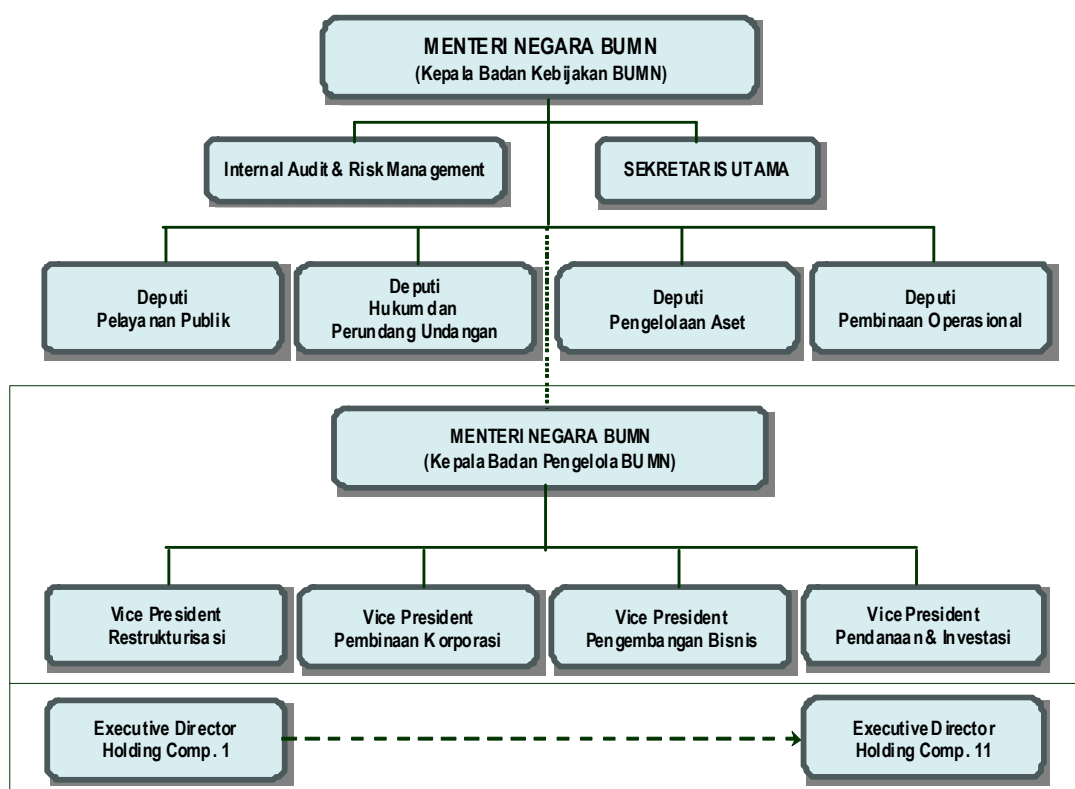 MENTERI NEGARA BUMN
(Kepala Badan Kebijakan BUMN)
Internal Audit & Risk Management
SEKRETARIS UTAMA
Deputi
Pelayanan Publik
Deputi
Hukum dan
Perundang Undangan
Deputi
Pengelolaan Aset
Deputi
Pembinaan Operasional
MENTERI NEGARA BUMN
(Kepala Badan Pengelola BUMN)
Vice President
Restrukturisasi
Vice President
Pembinaan Korporasi
Vice President
Pengembangan Bisnis
Vice President
Pendanaan & Investasi
Executive Director
Holding Comp. 1
Executive Director
Holding Comp. 11